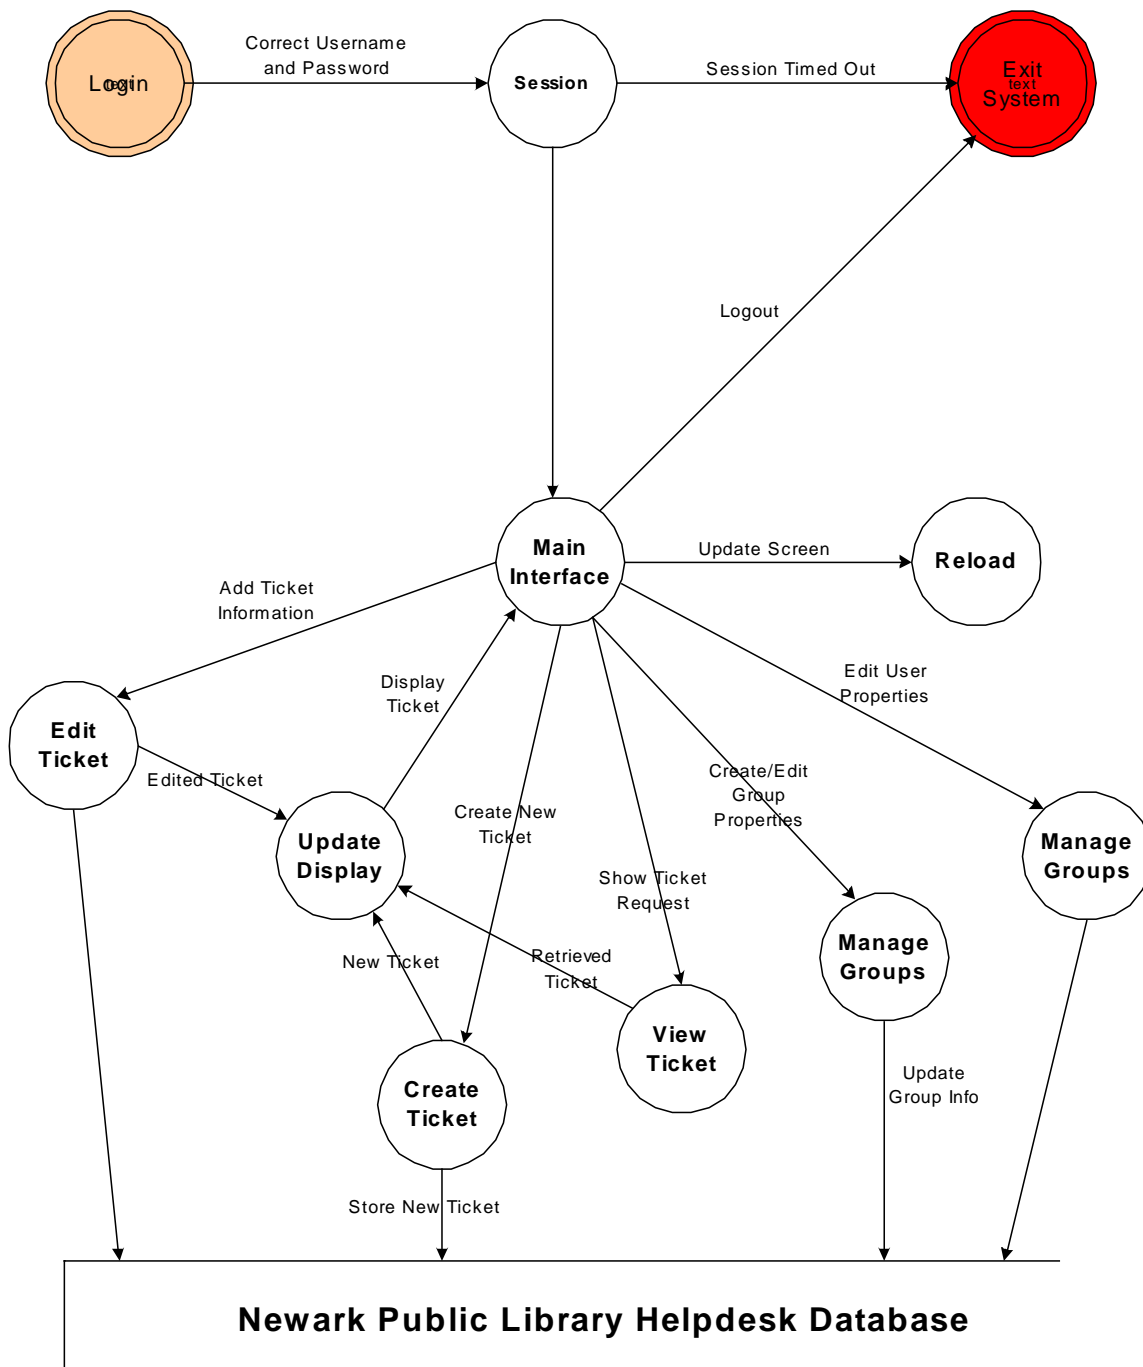 Correct Username
and Password
Login
text
Session
Session Timed Out
Exit
text
System
Logout
Main
Interface
Update Screen
Reload
Add Ticket
Information
Display
Ticket
Edit User
Properties
Edit
Ticket
Edited Ticket
Create/Edit
Group
Properties
Create New
Ticket
Update
Display
Manage
Groups
Show Ticket
Request
New Ticket
Retrieved
Ticket
Manage
Groups
View
Ticket
Create
Ticket
Update
Group Info
Store New Ticket
Newark Public Library Helpdesk Database